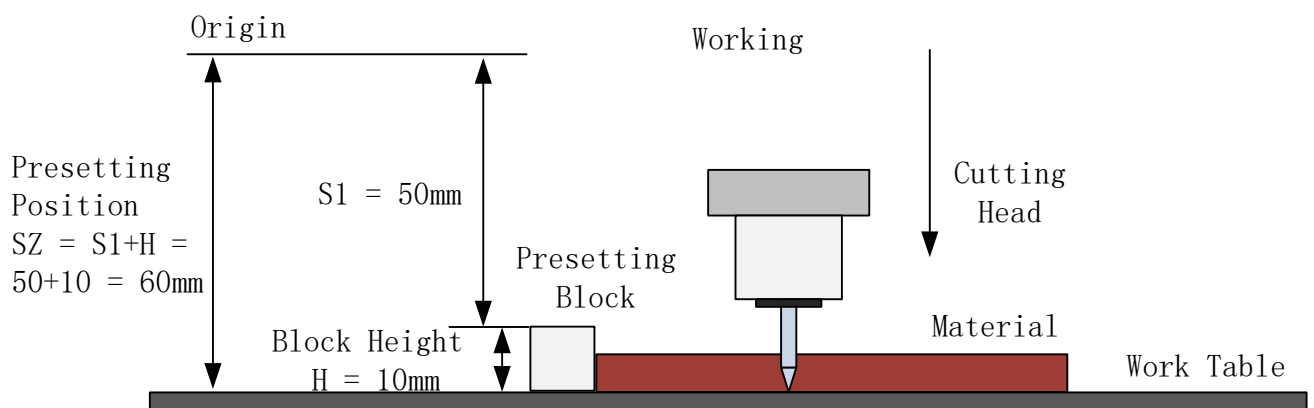 Origin
Working
Presetting
Position
SZ = S1+H =
50+10 = 60mm
S1 = 50mm
Cutting
Head
Presetting
Block
Block Height
H = 10mm
Material
Work Table